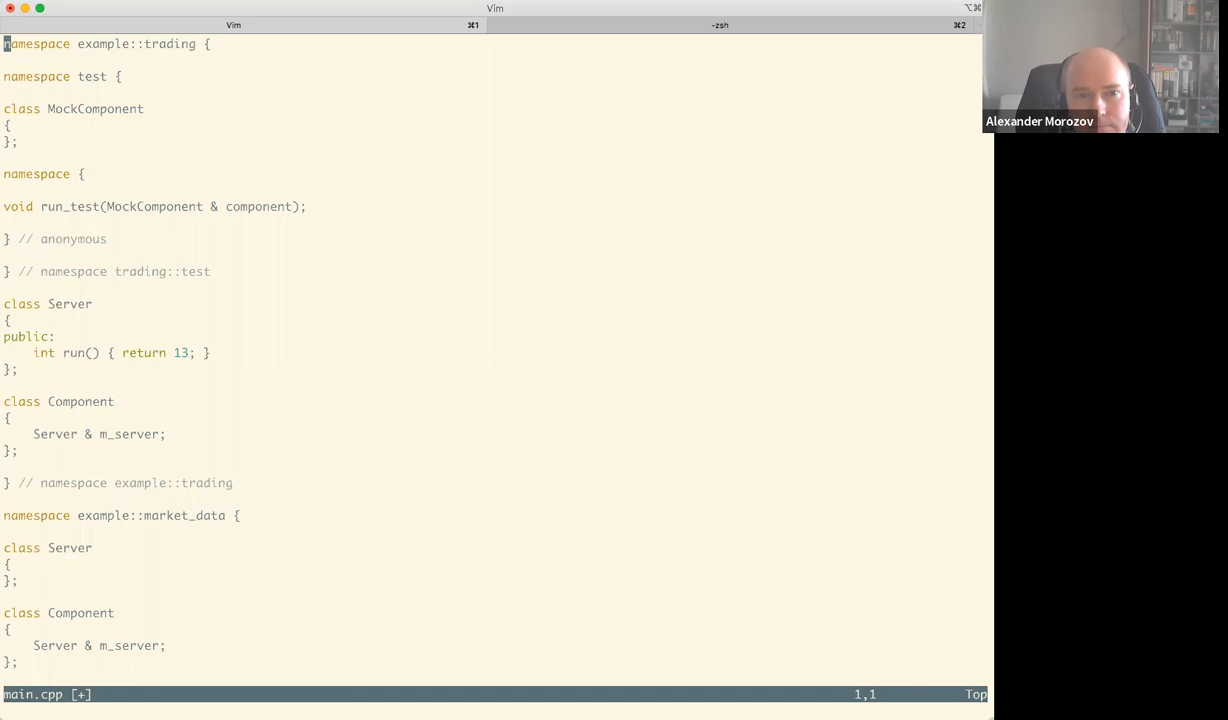 Vim
⌥⌘
Vim
⌘1
-zsh
⌘2
namespace example::trading {
namespace test {
class MockComponent
{
};
namespace {
void run_test(MockComponent & component);
} // anonymous
} // namespace trading::test
class Server
{
public:
    int run() { return 13; }
};
class Component
{
    Server & m_server;
};
} // namespace example::trading
namespace example::market_data {
class Server
{
};
class Component
{
    Server & m_server;
};
main.cpp [+]
1,1
Top
Alexander Morozov